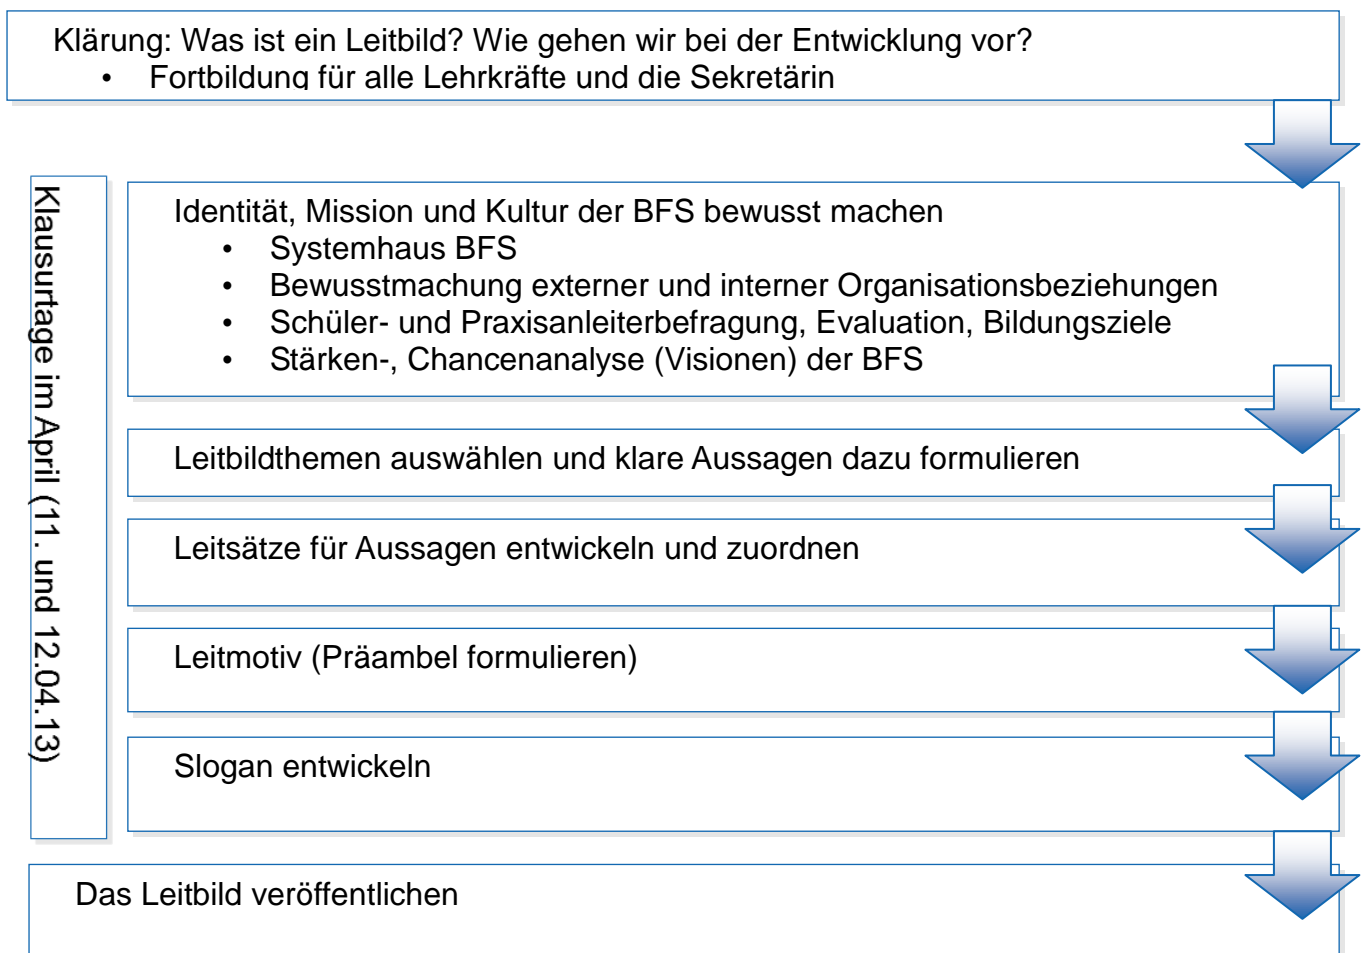 Klärung: Was ist ein Leitbild? Wie gehen wir bei der Entwicklung vor?
• Fortbildung für alle Lehrkräfte und die Sekretärin
Klausurtage im April (11. und 12.04.13)
Identität, Mission und Kultur der BFS bewusst machen
• Systemhaus BFS
• Bewusstmachung externer und interner Organisationsbeziehungen
• Schüler- und Praxisanleiterbefragung, Evaluation, Bildungsziele
• Stärken-, Chancenanalyse (Visionen) der BFS
Leitbildthemen auswählen und klare Aussagen dazu formulieren
Leitsätze für Aussagen entwickeln und zuordnen
Leitmotiv (Präambel formulieren)
Slogan entwickeln
Das Leitbild veröffentlichen